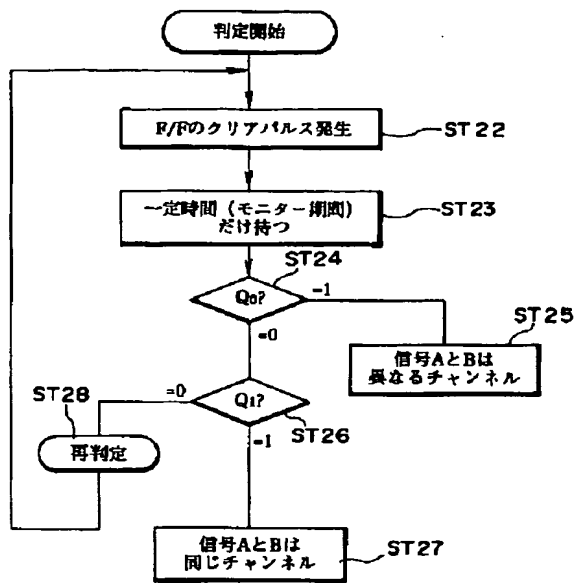 判定開始
F/Fのクリアパルス発生
ST22
一定時間（モニター期間）
だけ待つ
ST23
ST24
Q0?
=1
=0
ST25
信号AとBは
異なるチャンネル
ST28
=0
Q1?
ST26
=1
再判定
信号AとBは
同じチャンネル
ST27